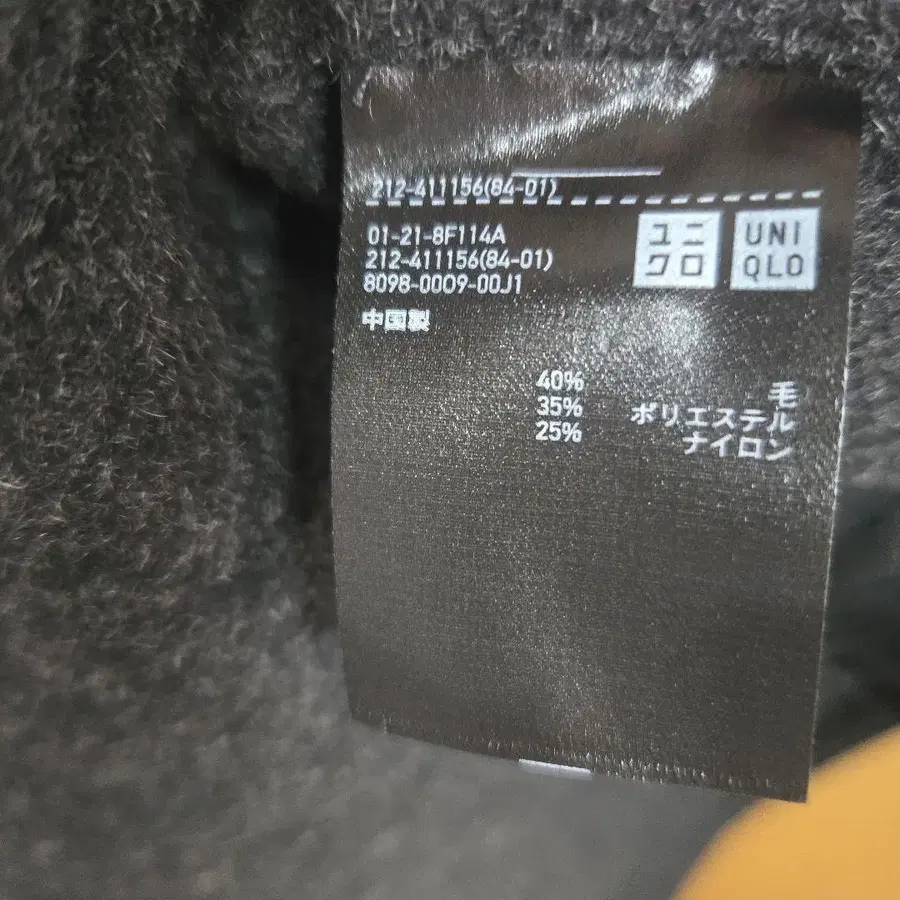 212-411156(84-01)
01-21-8F114A
212-411156(84-01)
8098-0009-00J1
ユニ
クロ
UNI
QLO
中国製
40% 毛
35% ポリエステル
25% ナイロン